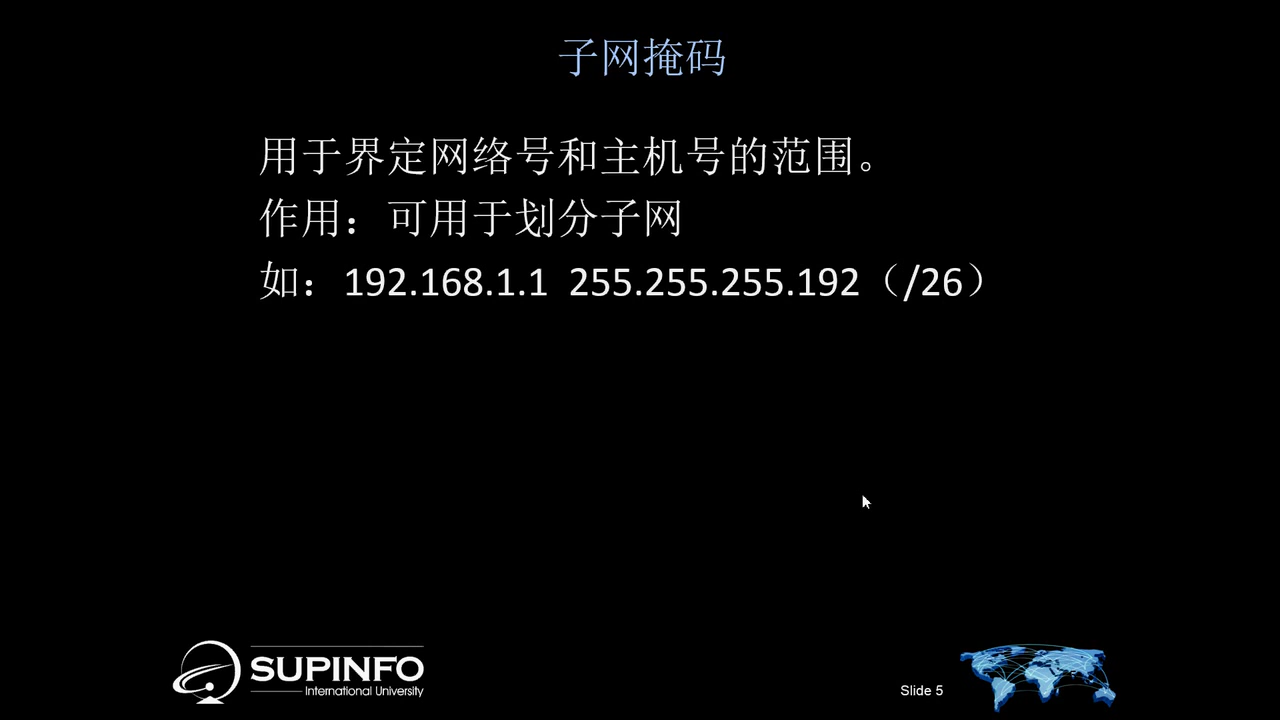 子网掩码
用于界定网络号和主机号的范围。
作用：可用于划分子网
如：192.168.1.1  255.255.255.192（/26）
SUPINFO
International University
Slide 5